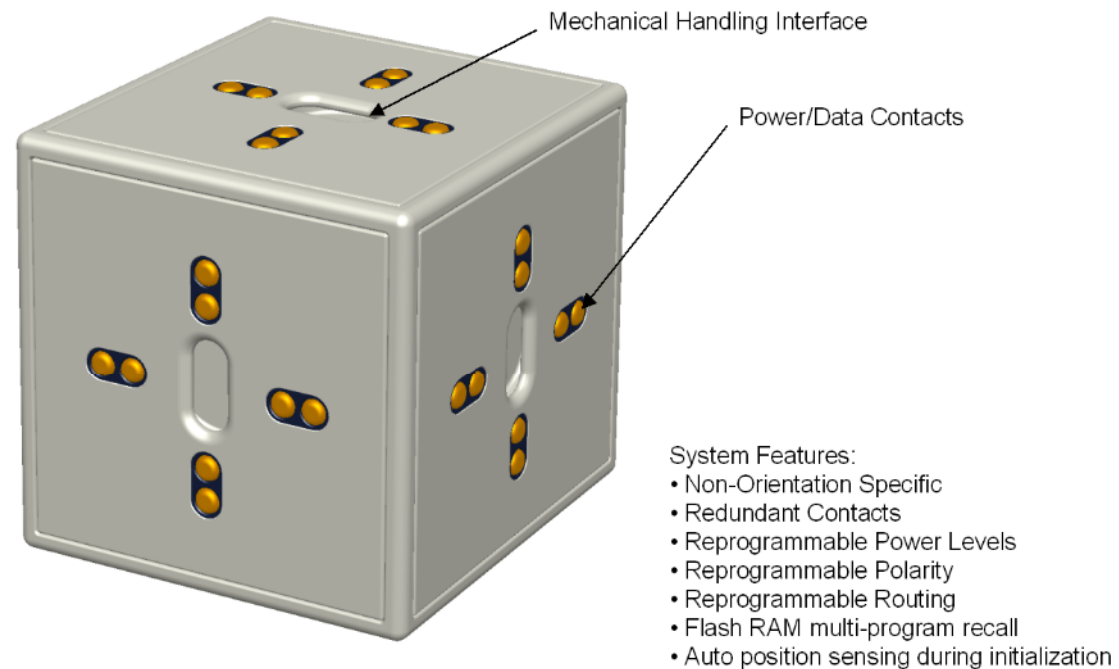 Mechanical Handling Interface
Power/Data Contacts
System Features:
• Non-Orientation Specific
• Redundant Contacts
• Reprogrammable Power Levels
• Reprogrammable Polarity
• Reprogrammable Routing
• Flash RAM multi-program recall
• Auto position sensing during initialization